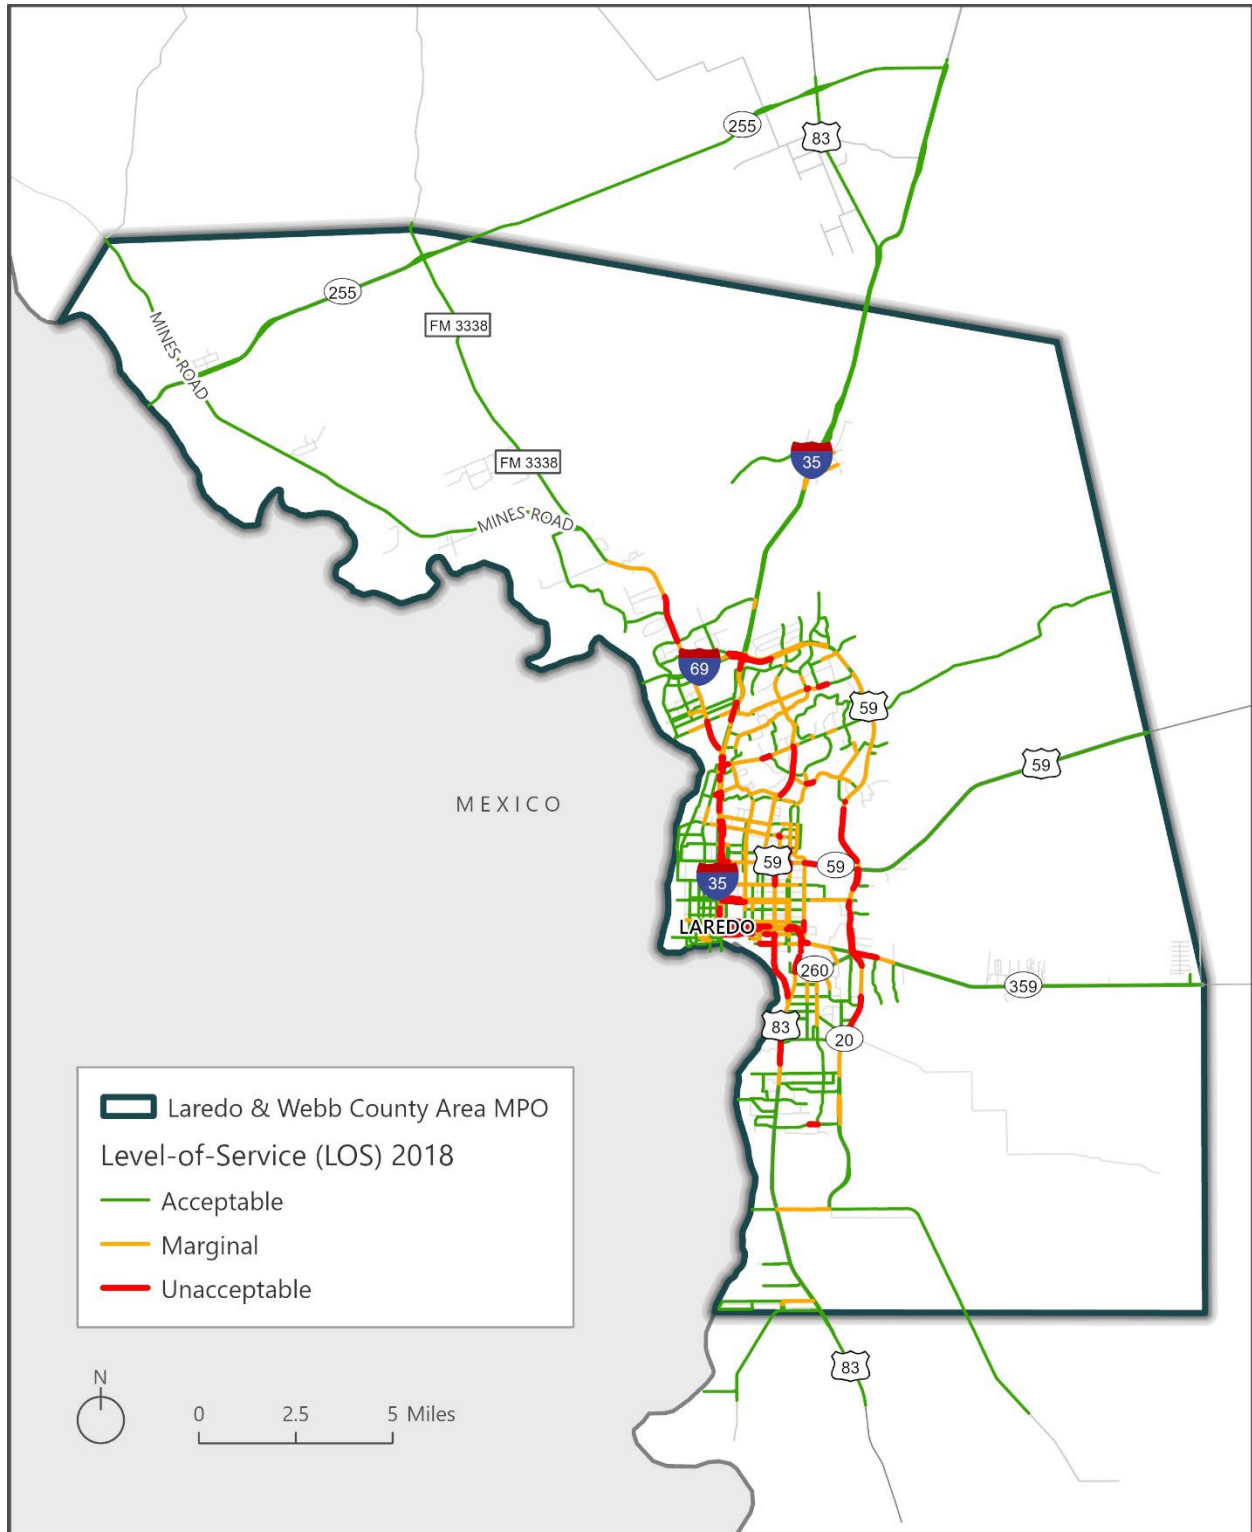 255
83
255
FM 3338
MINES ROAD
35
FM 3338
MINES ROAD
69
59
59
MEXICO
59
59
35
LAREDO
260
359
83
20
Laredo & Webb County Area MPO
Level-of-Service (LOS) 2018
Acceptable
Marginal
Unacceptable
83
N
0 2.5 5 Miles